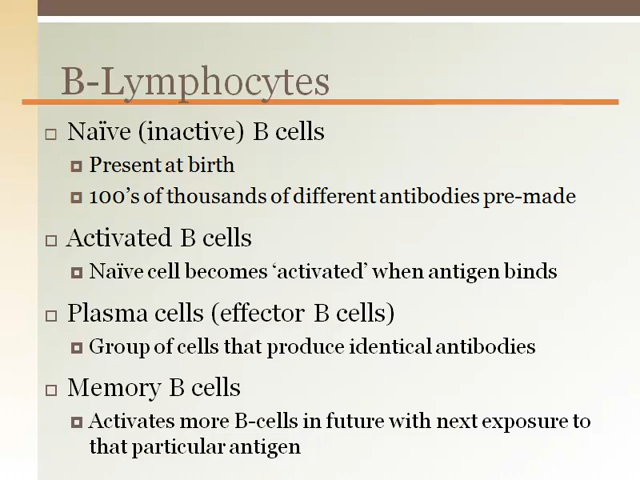 B-Lymphocytes
Naïve (inactive) B cells
Present at birth
100's of thousands of different antibodies pre-made
Activated B cells
Naïve cell becomes ‘activated’ when antigen binds
Plasma cells (effector B cells)
Group of cells that produce identical antibodies
Memory B cells
Activates more B-cells in future with next exposure to
that particular antigen